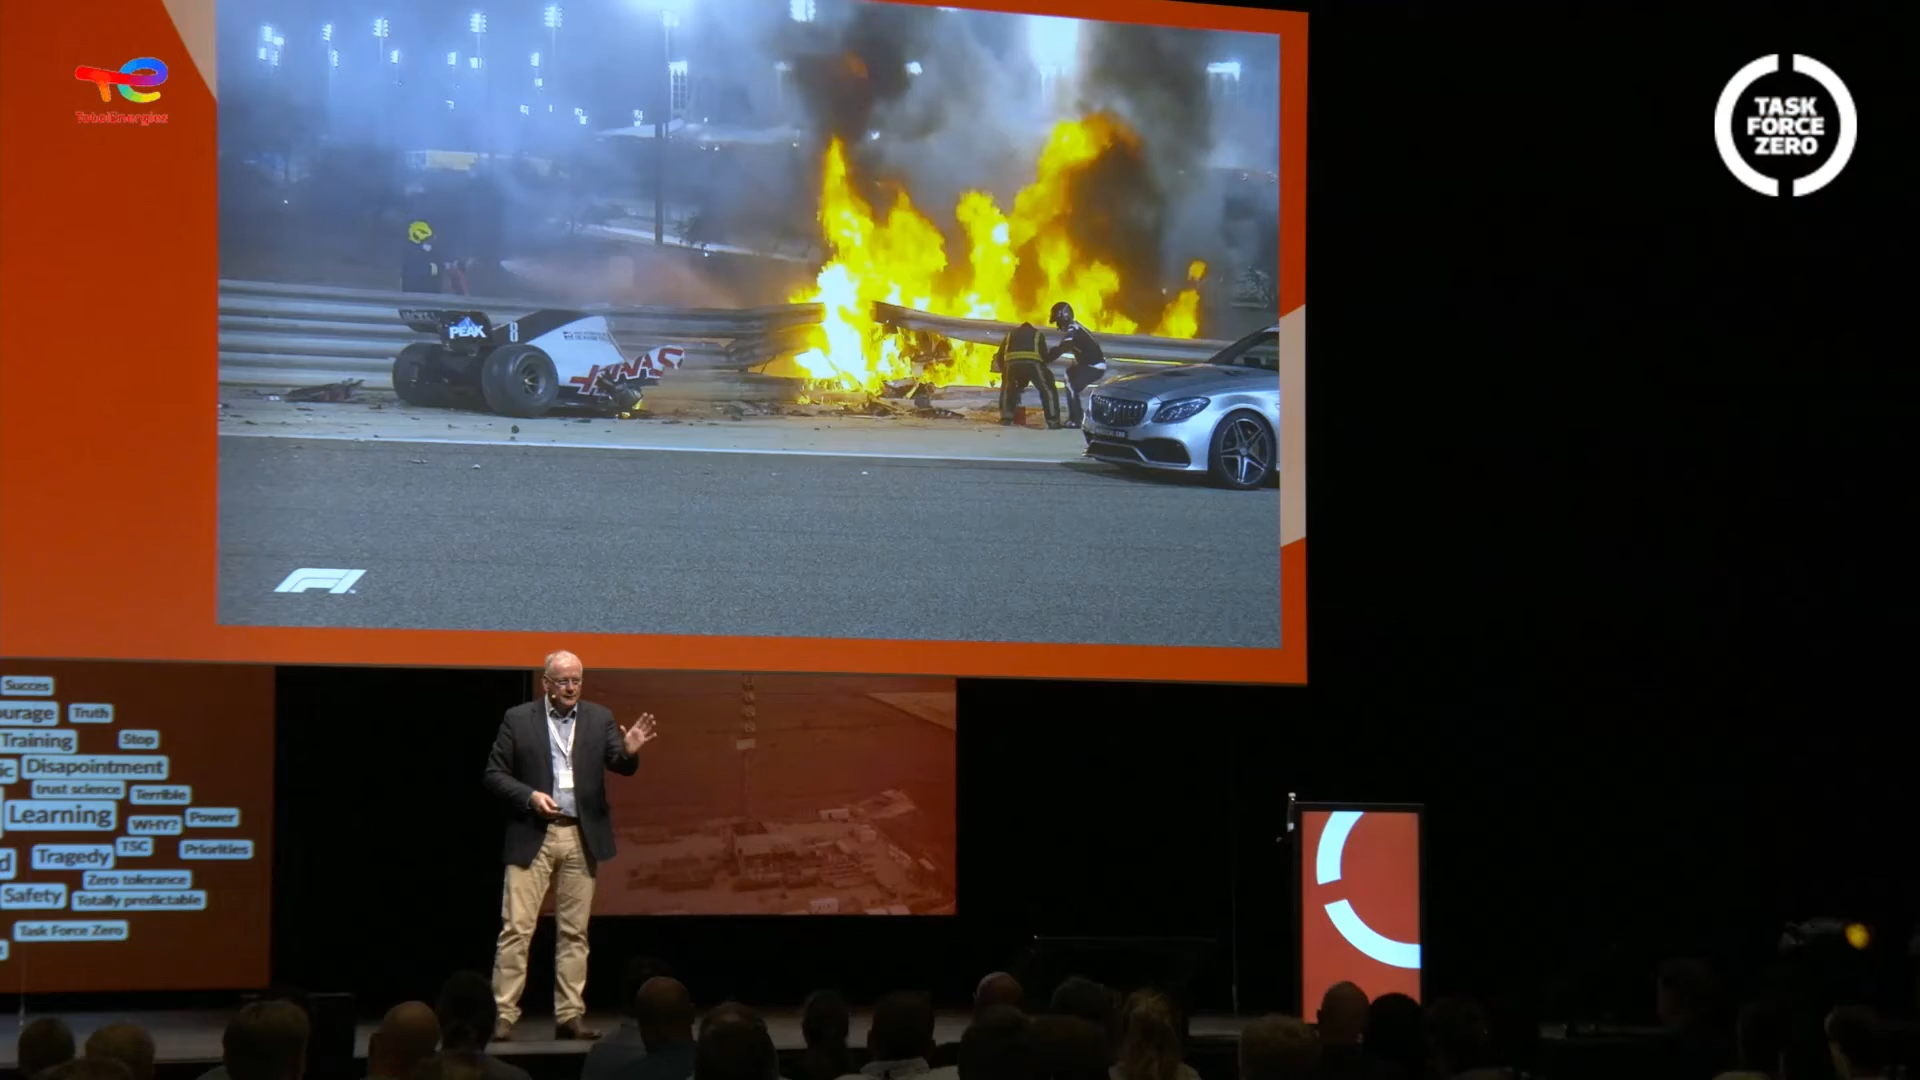 TotalEnergies
TASK
FORCE
ZERO
PEAK
8
HAAS
F1
Succes
urage
Truth
Training
Stop
ic
Disapointment
trust science
Terrible
Learning
WHY?
Power
TSC
Priorities
d
Tragedy
Zero tolerance
Safety
Totally predictable
Task Force Zero